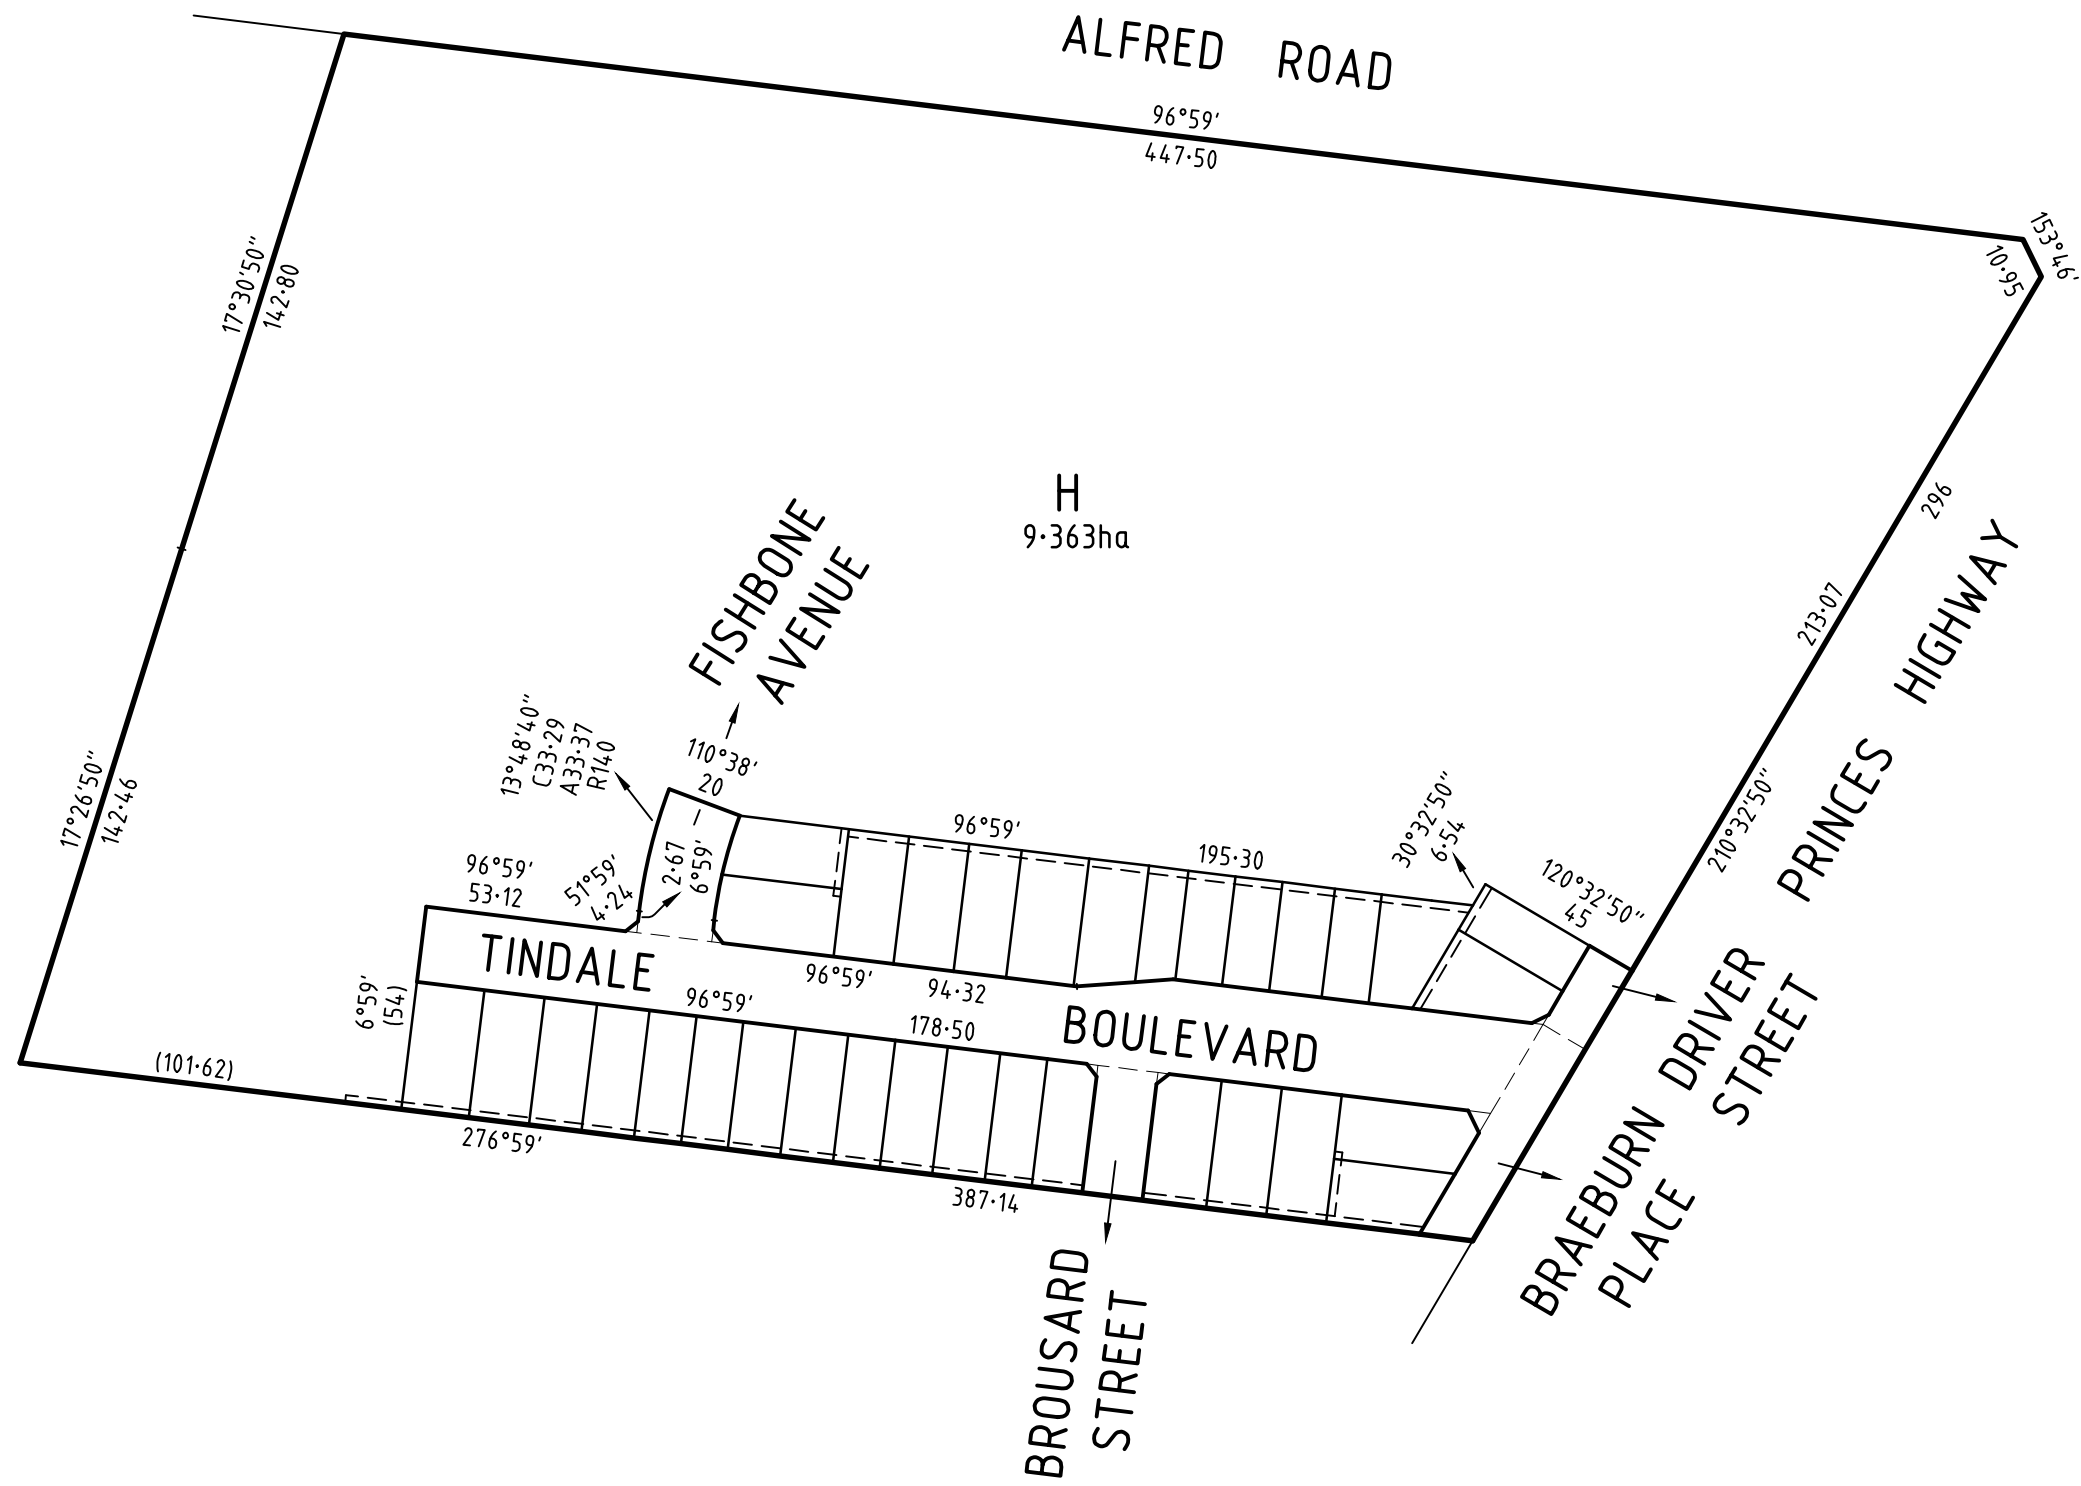 ALFRED ROAD
96°59'
447·50
153°46'
10·95
17°30'50"
142·80
296
H
9·363ha
FISHBONE
AVENUE
213·07
PRINCES HIGHWAY
13°48'40"
C33·29
A33·37
R140
110°38'
20
17°26'50"
142·46
210°32'50"
96°59'
53·12
51°59'
4·24
2·67
6°59'
96°59'
195·30
30°32'50"
6·54
120°32'50"
45
TINDALE
BOULEVARD
96°59'
94·32
6°59'
(54)
96°59'
178·50
(101·62)
276°59'
387·14
BRAEBURN DRIVER
PLACE STREET
BROUSARD
STREET